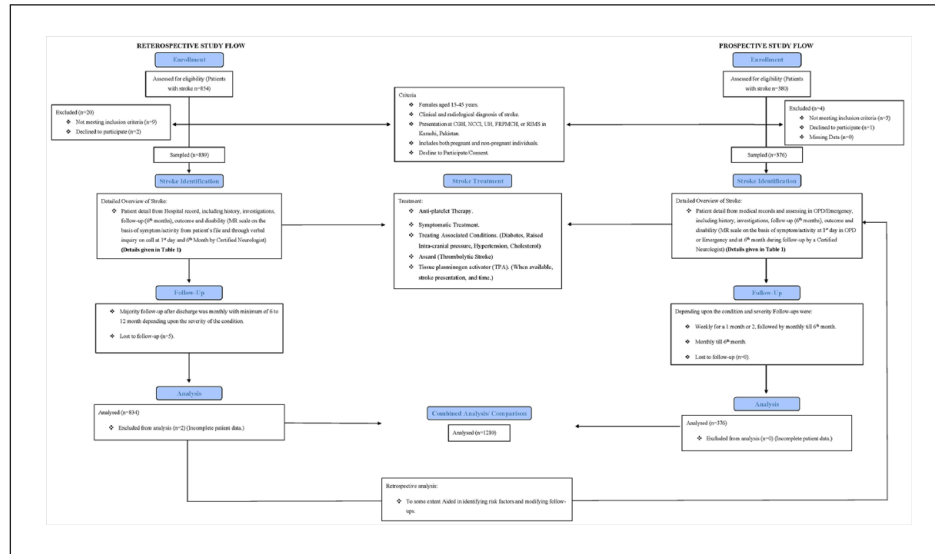 RETEROSPECTIVE STUDY FLOW
Enrollment
Assessed for eligibility (Patients
with stroke n=854)
Excluded (n=20)
❖ Not meeting inclusion criteria (n=9)
❖ Declined to participate (n=2)
Sampled (n=
Stroke Identification
Detailed Overview of Stroke:
❖ Patient detail from Hospital record, including history, investigations,
follow-up (6th months), outcome and disability (MR scale on the
basis of symptom/activity from patient's file and through verbal
inquiry on call at 1st day and 6th Month by Certified Neurologist)
(Details given in Table 1)
Follow-Up
❖ Majority follow-up after discharge was monthly with minimum of 6 to
12 month depending upon the severity of the condition.
❖ Lost to follow-up (n=5).
Analysis
Analysed (n=834)
❖ Excluded from analysis (n=2) (Incomplete patient data.)
Criteria
❖ Females aged 15-45 years.
❖ Clinical and radiological diagnosis of stroke.
❖ Presentation at CGH, NCCI, LH, or in
Karachi, Pakistan.
❖ Includes both pregnant and non-pregnant individuals.
❖ Decline to Participate/Consent.
Stroke Treatment
Treatment:
❖ Anti-platelet Therapy.
❖ Symptomatic Treatment.
❖ Treating Associated Conditions. (Diabetes, Raised
Intra-cranial pressure, Hypertension, Cholesterol)
❖ Ascard (Thrombolytic Stroke)
❖ Tissue plasminogen activator (TPA). (When available,
stroke presentation, and time.)
Combined Analysis Comparison
Analysed (n=1210)
Retrospective analysis:
❖ To some extent Aided in identifying risk factors and modifying follow-
ups.
PROSPECTIVE STUDY FLOW
Enrollment
Assessed for eligibility (Patients
with stroke n=380)
Excluded (n=4)
❖ Not meeting inclusion criteria (n=3)
❖ Declined to participate (n=1)
❖ Missing Data (n=0)
Sampled (n=376)
Stroke Identification
Detailed Overview of Stroke:
❖ Patient detail from medical records and assessing in OPD/Emergency,
including history, investigations, follow up (6th months), outcome and
disability (MR scale on the basis of symptom/activity at 1st day in OPD
or Emergency and at 6th month during follow-up by a Certified
Neurologist) (Details given in Table 1)
Follow-Up
Depending upon the condition and severity Follow-ups were:
❖ Weekly for a 1 month or 2, followed by monthly till 6th month.
❖ Monthly till 6th month.
❖ Lost to follow-up (n=0).
Analysis
Analysed (n=376)
❖ Excluded from analysis (n=0) (Incomplete patient data.)